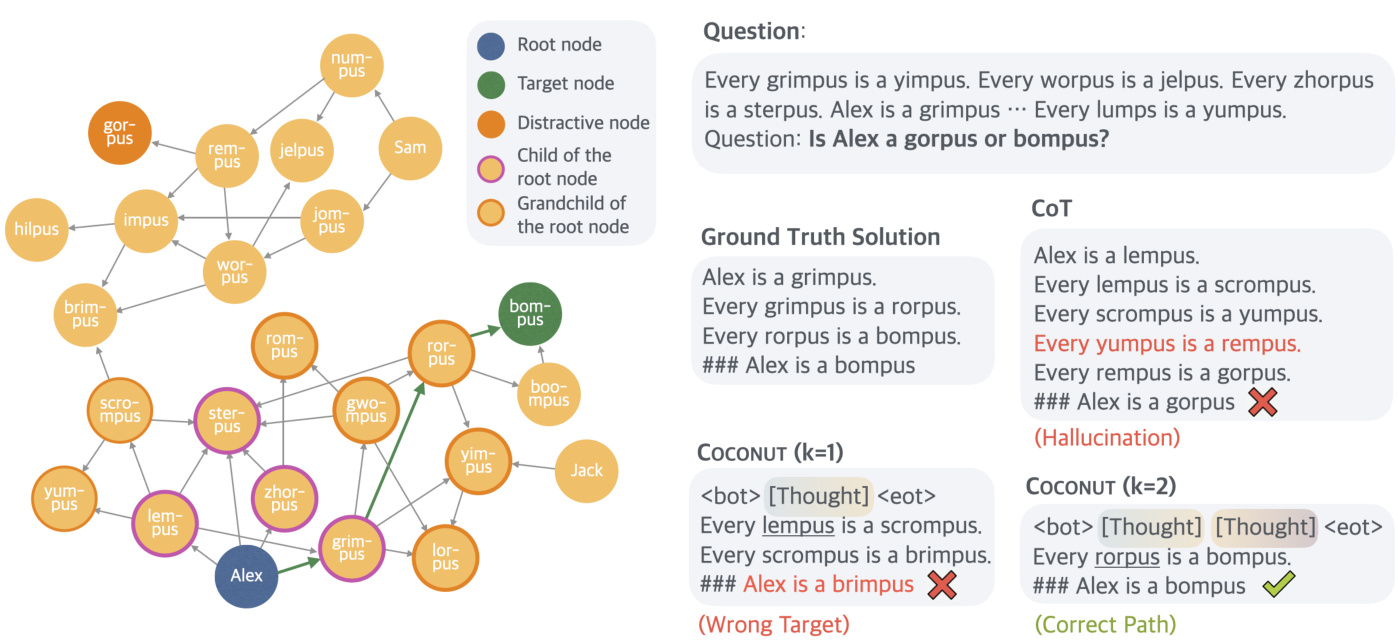 num-
pus
gor-
pus
rem-
pus
jelpus
Sam
hilpus
impus
jom-
pus
wor-
pus
brim-
pus
bom-
pus
rom-
pus
ror-
pus
boo-
mpus
scro-
mpus
ster-
pus
gwo-
mpus
yim-
pus
Jack
yum-
pus
lem-
pus
zhor-
pus
grim-
pus
lor-
pus
Alex
Root node
Target node
Distractive node
Child of the
root node
Grandchild of
the root node
Question:
Every grimpus is a yimpus. Every worpus is a jelpus. Every zhorpus
is a sterpus. Alex is a grimpus ··· Every lumps is a yumpus.
Question: Is Alex a gorpus or bompus?
Ground Truth Solution
Alex is a grimpus.
Every grimpus is a rorpus.
Every rorpus is a bompus.
### Alex is a bompus
CoT
Alex is a lempus.
Every lempus is a scrompus.
Every scrompus is a yumpus.
Every yumpus is a rempus.
Every rempus is a gorpus.
### Alex is a gorpus
(Hallucination)
COCONUT (k=1)
<bot> [Thought] <eot>
Every lempus is a scrompus.
Every scrompus is a brimpus.
### Alex is a brimpus
(Wrong Target)
COCONUT (k=2)
<bot> [Thought] [Thought] <eot>
Every rorpus is a bompus.
### Alex is a bompus
(Correct Path)